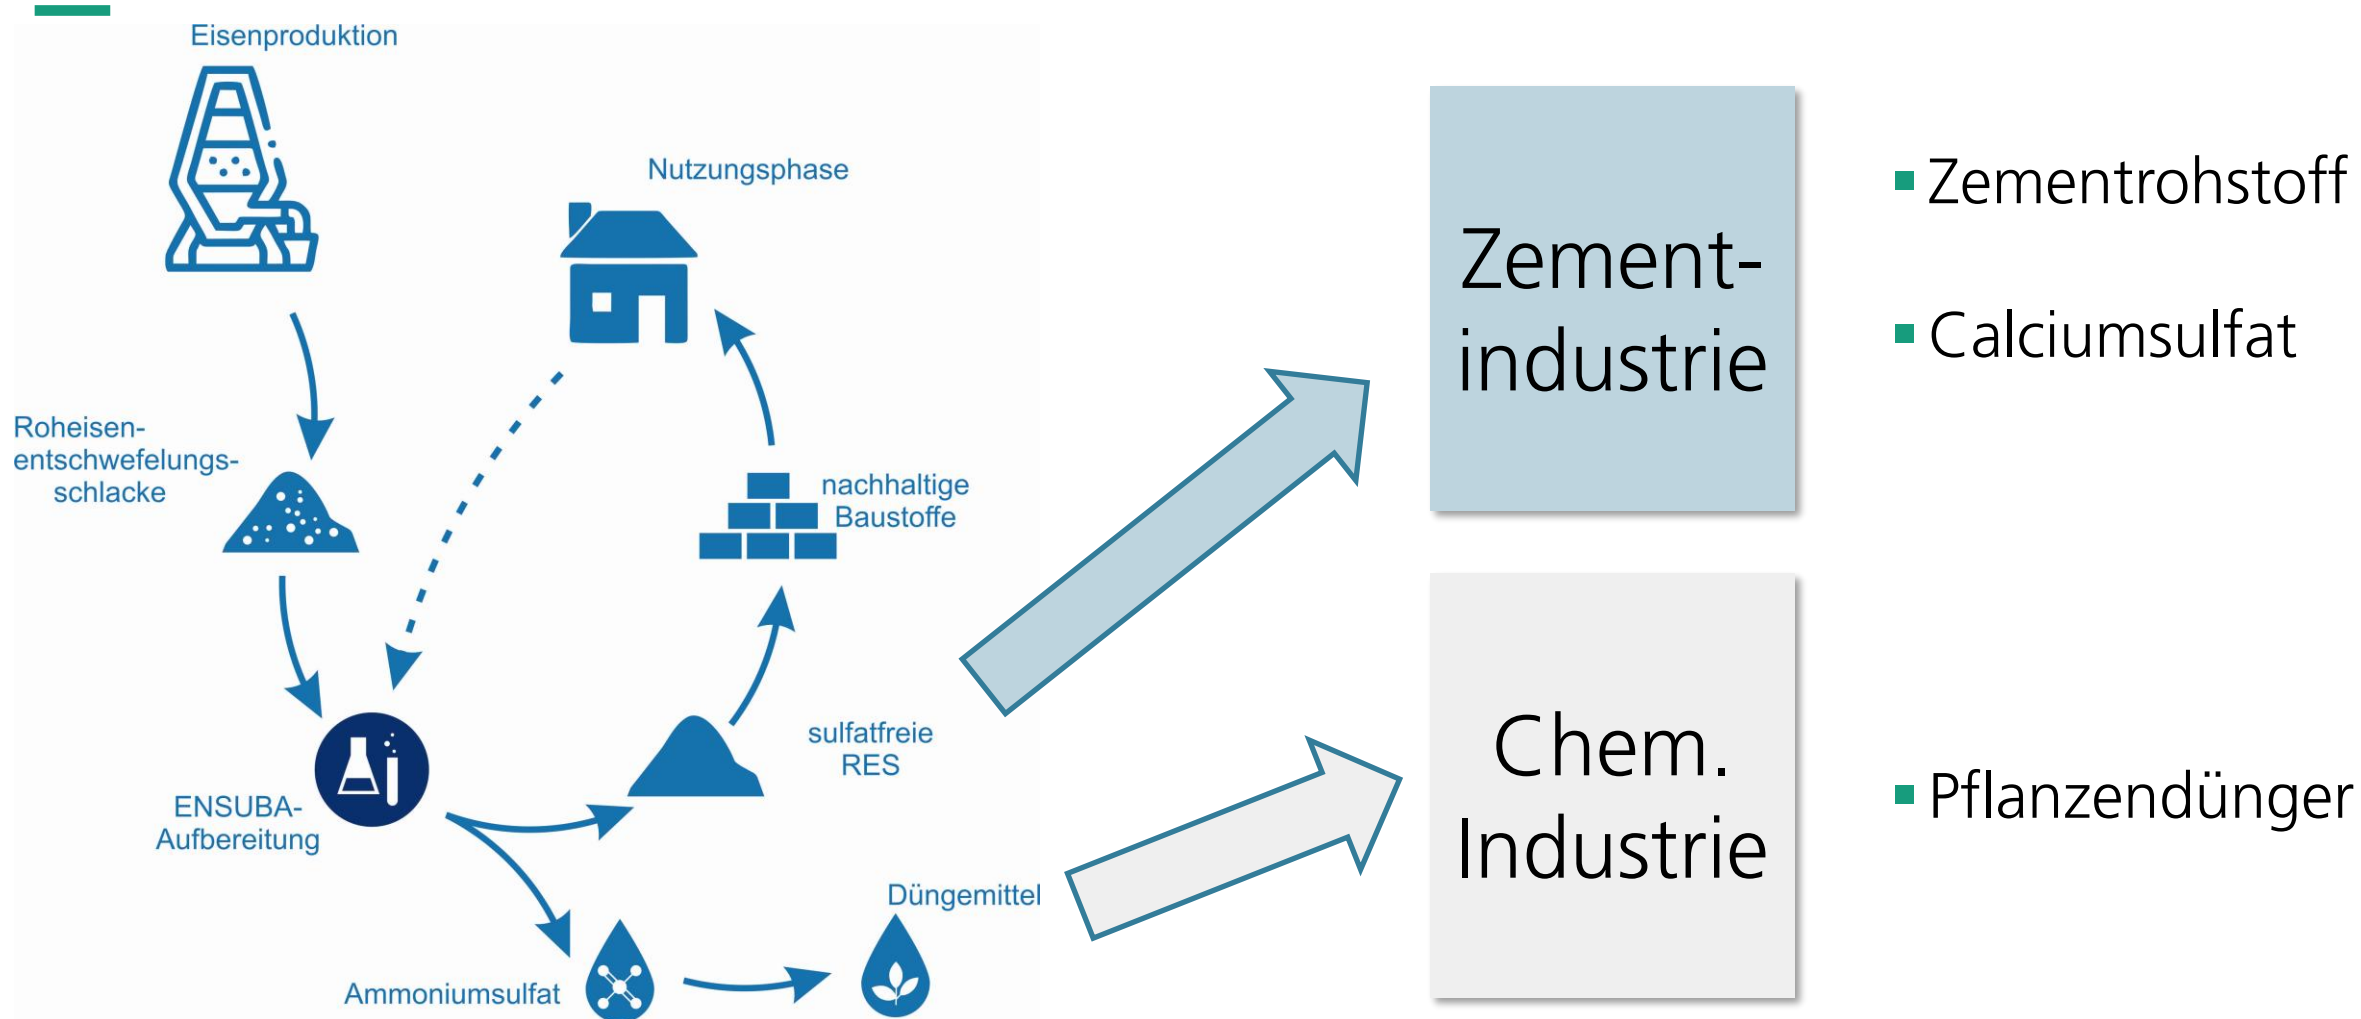 Eisenproduktion
Nutzungsphase
Roheisen-
entschwefelungs-
schlacke
nachhaltige
Baustoffe
sulfatfreie
RES
ENSUBA-
Aufbereitung
Düngemittel
Ammoniumsulfat
Zement-
industrie
Chem.
Industrie
Zementrohstoff
Calciumsulfat
Pflanzendünger